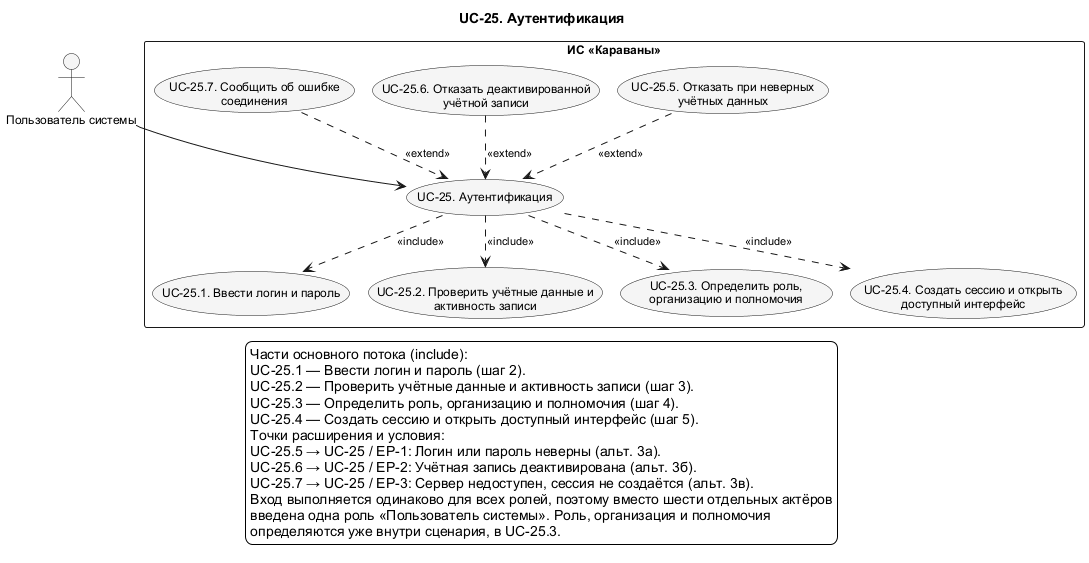 UC-25. Аутентификация
ИС «Караваны»
UC-25.7. Сообщить об ошибке
соединения
UC-25.6. Отказать деактивированной
учётной записи
UC-25.5. Отказать при неверных
учётных данных
Пользователь системы
«extend»
«extend»
«extend»
UC-25. Аутентификация
«include»
«include»
«include»
«include»
UC-25.1. Ввести логин и пароль
UC-25.2. Проверить учётные данные и
активность записи
UC-25.3. Определить роль,
организацию и полномочия
UC-25.4. Создать сессию и открыть
доступный интерфейс
Части основного потока (include):
UC-25.1 — Ввести логин и пароль (шаг 2).
UC-25.2 — Проверить учётные данные и активность записи (шаг 3).
UC-25.3 — Определить роль, организацию и полномочия (шаг 4).
UC-25.4 — Создать сессию и открыть доступный интерфейс (шаг 5).
Точки расширения и условия:
UC-25.5 → UC-25 / EP-1: Логин или пароль неверны (альт. 3а).
UC-25.6 → UC-25 / EP-2: Учётная запись деактивирована (альт. 3б).
UC-25.7 → UC-25 / EP-3: Сервер недоступен, сессия не создаётся (альт. 3в).
Вход выполняется одинаково для всех ролей, поэтому вместо шести отдельных актёров
введена одна роль «Пользователь системы». Роль, организация и полномочия
определяются уже внутри сценария, в UC-25.3.